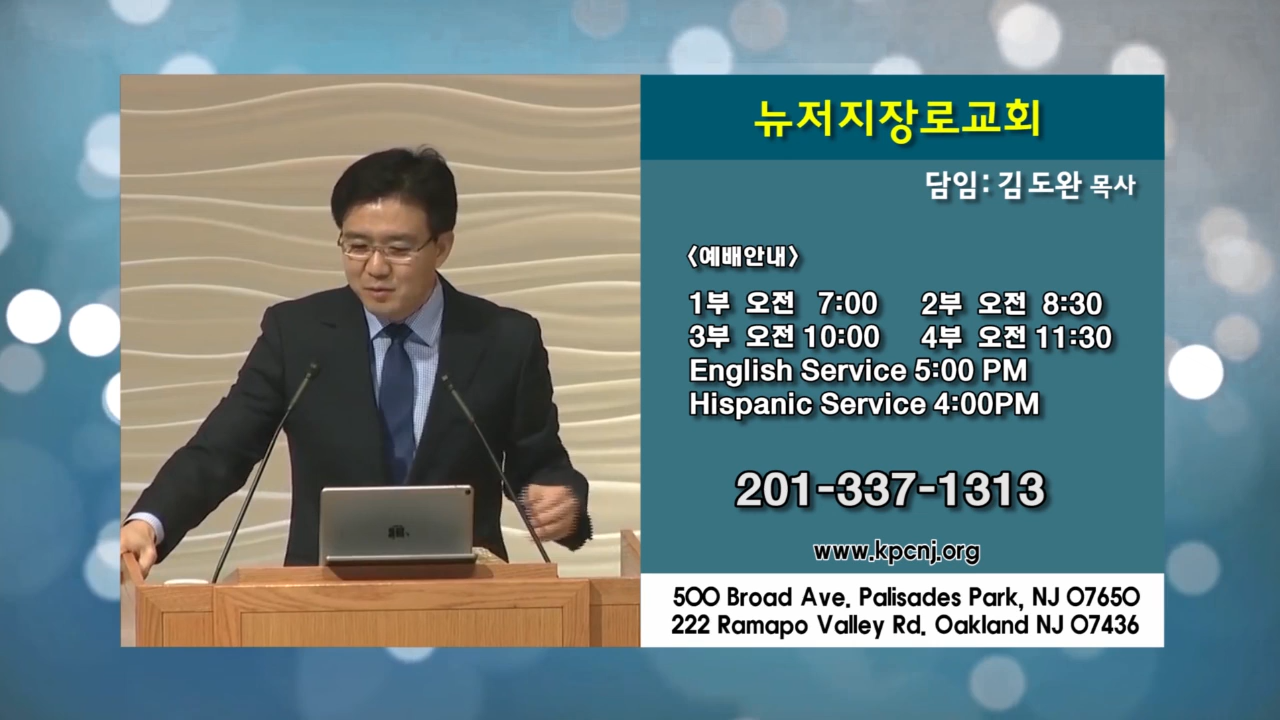 뉴저지장로교회
담임: 김도완 목사
<예배안내>
1부 오전 7:00 2부 오전 8:30
3부 오전 10:00 4부 오전 11:30
English Service 5:00 PM
Hispanic Service 4:00PM
201-337-1313
www.kpcnj.org
500 Broad Ave. Palisades Park, NJ 07650
222 Ramapo Valley Rd. Oakland NJ 07436